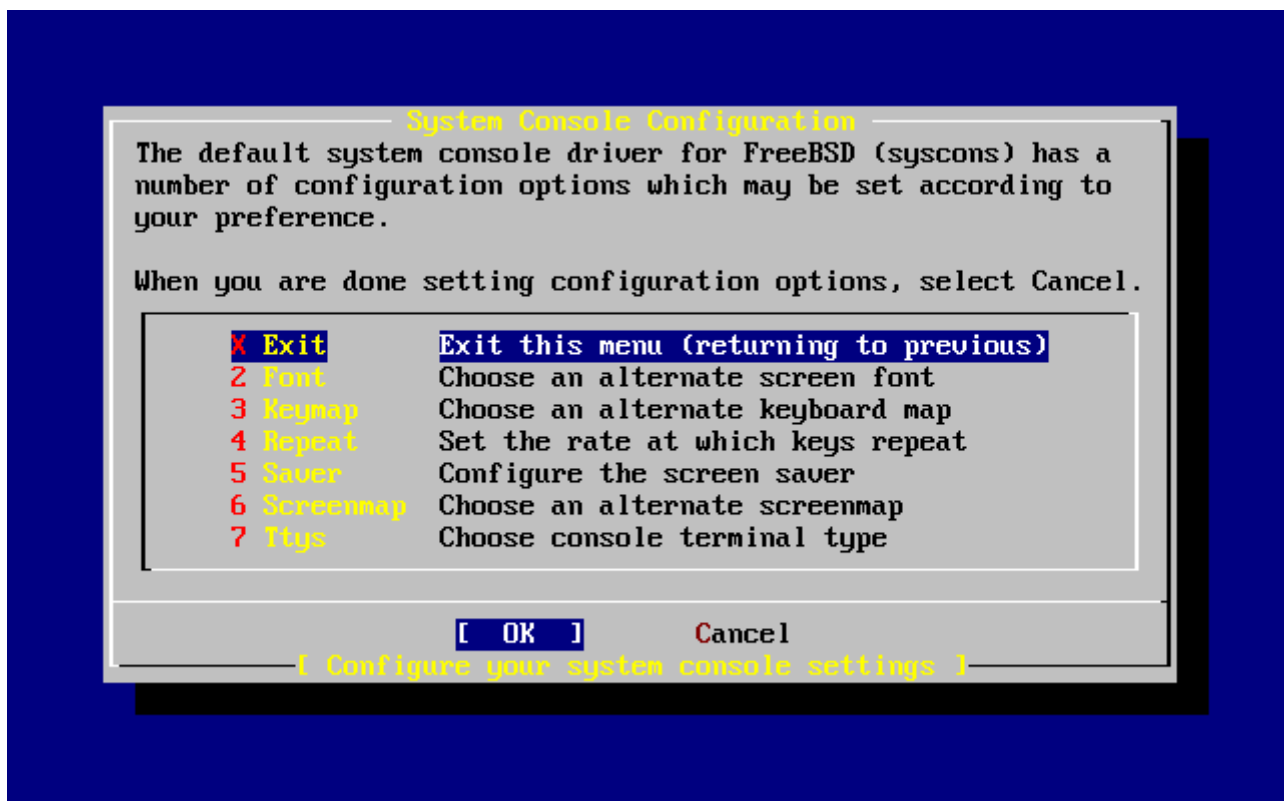 System Console Configuration
The default system console driver for FreeBSD (syscons) has a
number of configuration options which may be set according to
your preference.
When you are done setting configuration options, select Cancel.
X Exit Exit this menu (returning to previous)
2 Font Choose an alternate screen font
3 Keymap Choose an alternate keyboard map
4 Repeat Set the rate at which keys repeat
5 Saver Configure the screen saver
6 Screenmap Choose an alternate screenmap
7 Ttys Choose console terminal type
[ OK ] Cancel
[ Configure your system console settings ]